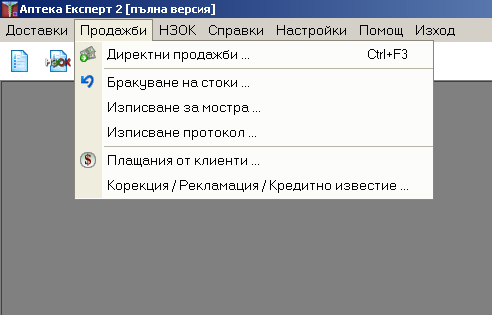 Аптека Експерт 2 [пълна версия]
Доставки Продажби НЗОК Справки Настройки Помощ Изход
НЗОК
Директни продажби ... Ctrl+F3
Бракуване на стоки ...
Изписване за мостра ...
Изписване протокол ...
$ Плащания от клиенти ...
Корекция / Рекламация / Кредитно известие ...